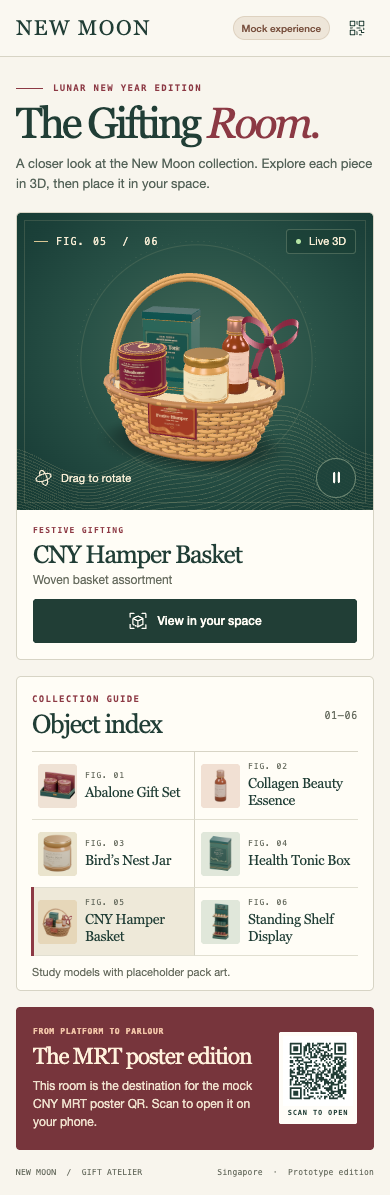 NEW MOON
Mock experience
LUNAR NEW YEAR EDITION
The Gifting Room.
A closer look at the New Moon collection. Explore each piece
in 3D, then place it in your space.
FIG. 05 / 06
Live 3D
Drag to rotate
FESTIVE GIFTING
CNY Hamper Basket
Woven basket assortment
View in your space
COLLECTION GUIDE
Object index
01—06
FIG. 01
Abalone Gift Set
FIG. 02
Collagen Beauty
Essence
FIG. 03
Bird’s Nest Jar
FIG. 04
Health Tonic Box
FIG. 05
CNY Hamper
Basket
FIG. 06
Standing Shelf
Display
Study models with placeholder pack art.
FROM PLATFORM TO PARLOUR
The MRT poster edition
This room is the destination for the mock
CNY MRT poster QR. Scan to open it on
your phone.
SCAN TO OPEN
NEW MOON / GIFT ATELIER
Singapore · Prototype edition